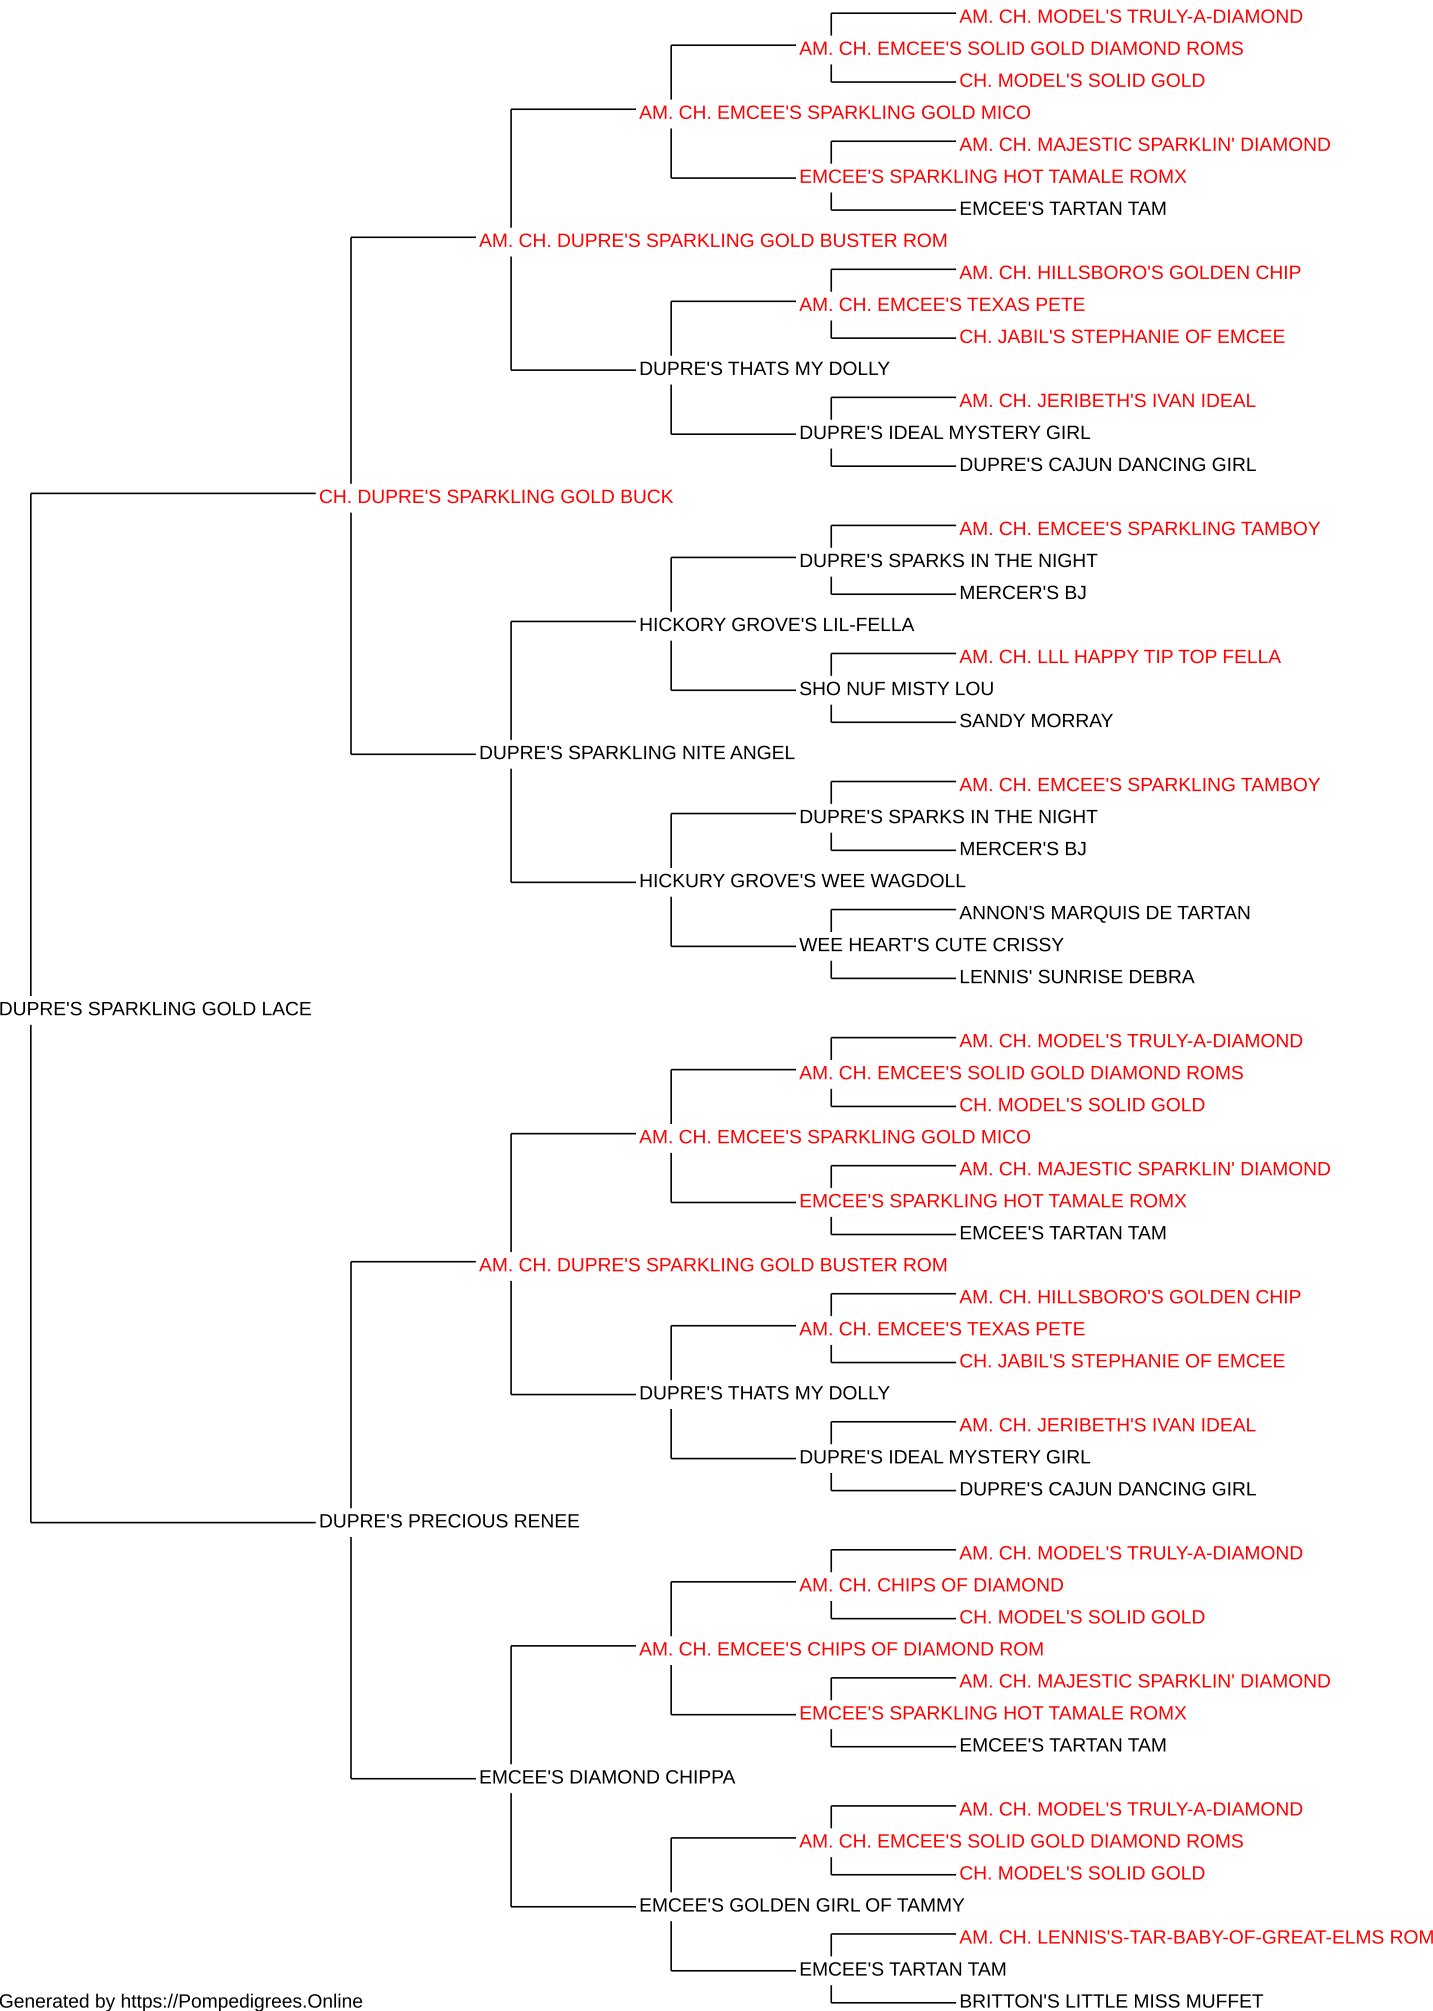 AM. CH. MODEL'S TRULY-A-DIAMOND
AM. CH. EMCEE'S SOLID GOLD DIAMOND ROMS
CH. MODEL'S SOLID GOLD
AM. CH. EMCEE'S SPARKLING GOLD MICO
AM. CH. MAJESTIC SPARKLIN' DIAMOND
EMCEE'S SPARKLING HOT TAMALE ROMX
EMCEE'S TARTAN TAM
AM. CH. DUPRE'S SPARKLING GOLD BUSTER ROM
AM. CH. HILLSBORO'S GOLDEN CHIP
AM. CH. EMCEE'S TEXAS PETE
CH. JABIL'S STEPHANIE OF EMCEE
DUPRE'S THATS MY DOLLY
AM. CH. JERIBETH'S IVAN IDEAL
DUPRE'S IDEAL MYSTERY GIRL
DUPRE'S CAJUN DANCING GIRL
CH. DUPRE'S SPARKLING GOLD BUCK
AM. CH. EMCEE'S SPARKLING TAMBOY
DUPRE'S SPARKS IN THE NIGHT
MERCER'S BJ
HICKORY GROVE'S LIL-FELLA
AM. CH. LLL HAPPY TIP TOP FELLA
SHO NUF MISTY LOU
SANDY MORRAY
DUPRE'S SPARKLING NITE ANGEL
AM. CH. EMCEE'S SPARKLING TAMBOY
DUPRE'S SPARKS IN THE NIGHT
MERCER'S BJ
HICKURY GROVE'S WEE WAGDOLL
ANNON'S MARQUIS DE TARTAN
WEE HEART'S CUTE CRISSY
LENNIS' SUNRISE DEBRA
DUPRE'S SPARKLING GOLD LACE
AM. CH. MODEL'S TRULY-A-DIAMOND
AM. CH. EMCEE'S SOLID GOLD DIAMOND ROMS
CH. MODEL'S SOLID GOLD
AM. CH. EMCEE'S SPARKLING GOLD MICO
AM. CH. MAJESTIC SPARKLIN' DIAMOND
EMCEE'S SPARKLING HOT TAMALE ROMX
EMCEE'S TARTAN TAM
AM. CH. DUPRE'S SPARKLING GOLD BUSTER ROM
AM. CH. HILLSBORO'S GOLDEN CHIP
AM. CH. EMCEE'S TEXAS PETE
CH. JABIL'S STEPHANIE OF EMCEE
DUPRE'S THATS MY DOLLY
AM. CH. JERIBETH'S IVAN IDEAL
DUPRE'S IDEAL MYSTERY GIRL
DUPRE'S CAJUN DANCING GIRL
DUPRE'S PRECIOUS RENEE
AM. CH. MODEL'S TRULY-A-DIAMOND
AM. CH. CHIPS OF DIAMOND
CH. MODEL'S SOLID GOLD
AM. CH. EMCEE'S CHIPS OF DIAMOND ROM
AM. CH. MAJESTIC SPARKLIN' DIAMOND
EMCEE'S SPARKLING HOT TAMALE ROMX
EMCEE'S TARTAN TAM
EMCEE'S DIAMOND CHIPPA
AM. CH. MODEL'S TRULY-A-DIAMOND
AM. CH. EMCEE'S SOLID GOLD DIAMOND ROMS
CH. MODEL'S SOLID GOLD
EMCEE'S GOLDEN GIRL OF TAMMY
AM. CH. LENNIS'S-TAR-BABY-OF-GREAT-ELMS ROM
EMCEE'S TARTAN TAM
BRITTON'S LITTLE MISS MUFFET
Generated by https://Pompedigrees.Online